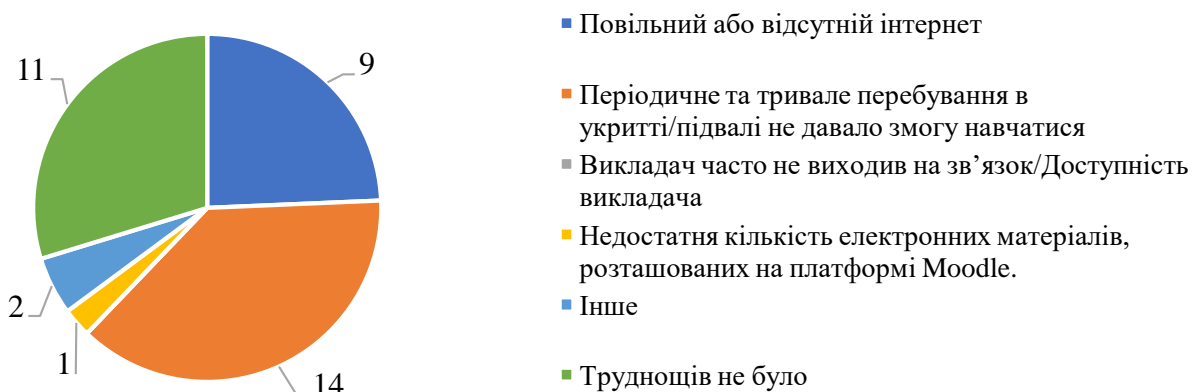 11
9
2
1
14
Повільний або відсутній інтернет
Періодичне та тривале перебування в
укритті/підвалі не давало змогу навчатися
Викладач часто не виходив на зв’язок/Доступність
викладача
Недостатня кількість електронних матеріалів,
розташованих на платформі Moodle.
Інше
Труднощів не було